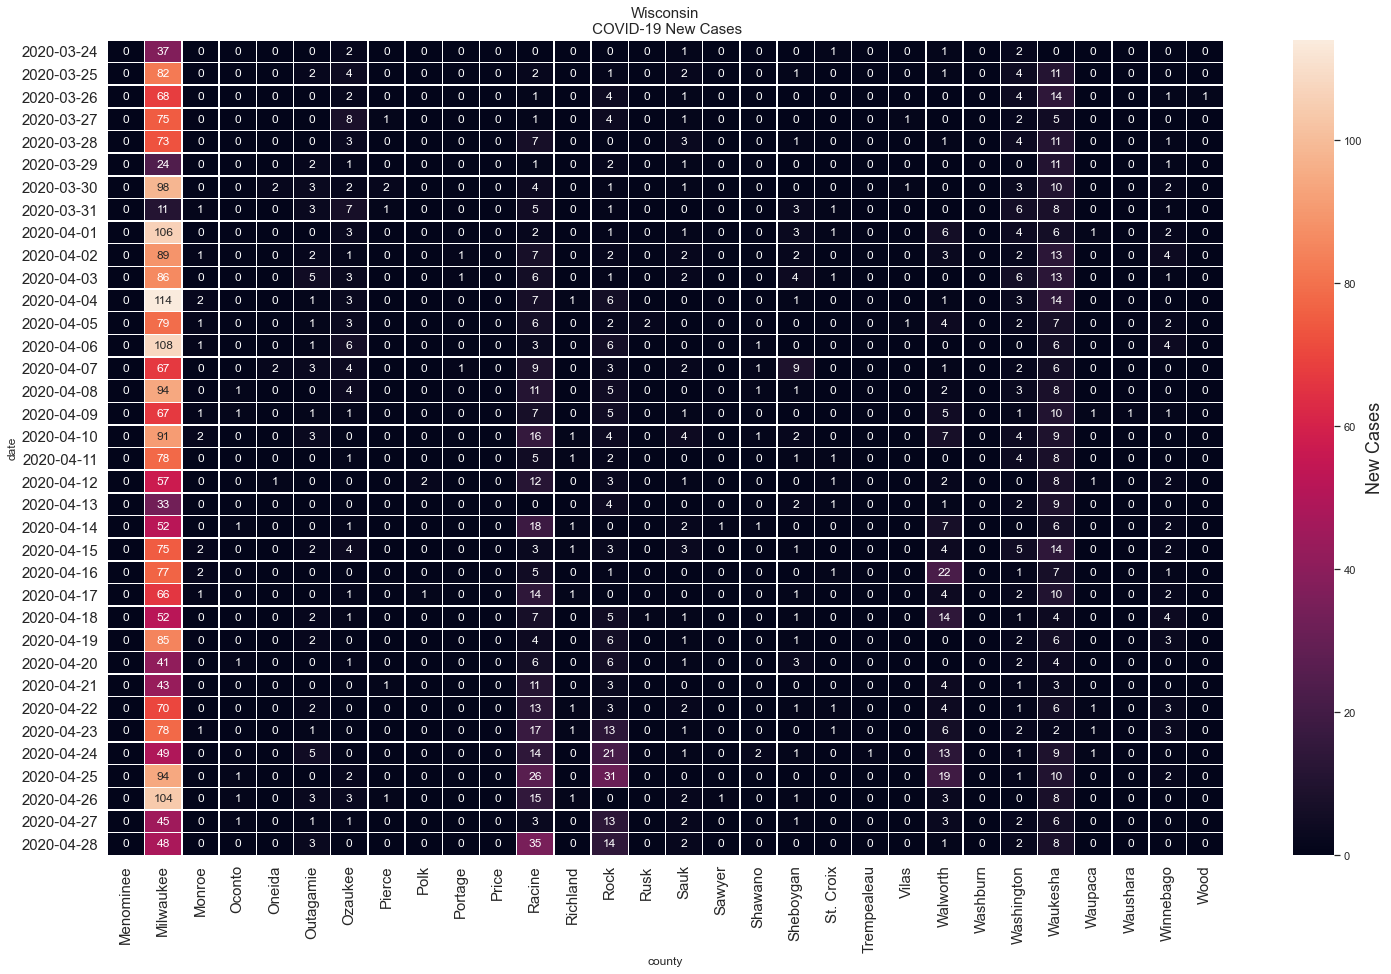 Wisconsin
COVID-19 New Cases
2020-03-24 0 37 0 0 0 0 2 0 0 0 0 0 0 0 0 1 0 0 0 1 0 0 1 0 2 0 0 0 0 0
2020-03-25 0 82 0 0 0 2 4 0 0 0 0 2 0 1 0 2 0 0 1 0 0 0 1 0 4 11 0 0 0 0
2020-03-26 0 68 0 0 0 0 2 0 0 0 0 1 0 4 0 1 0 0 0 0 0 0 0 0 4 14 0 0 1 1
2020-03-27 0 75 0 0 0 0 8 1 0 0 0 1 0 4 0 1 0 0 0 0 0 1 0 0 2 5 0 0 0 0
2020-03-28 0 73 0 0 0 0 3 0 0 0 0 7 0 0 0 3 0 0 1 0 0 0 1 0 4 11 0 0 1 0
2020-03-29 0 24 0 0 0 2 1 0 0 0 0 1 0 2 0 1 0 0 0 0 0 0 0 0 0 11 0 0 1 0
2020-03-30 0 98 0 0 2 3 2 2 0 0 0 4 0 1 0 1 0 0 0 0 0 1 0 0 3 10 0 0 2 0
2020-03-31 0 11 1 0 0 3 7 1 0 0 0 5 0 1 0 0 0 0 3 1 0 0 0 0 6 8 0 0 1 0
2020-04-01 0 106 0 0 0 0 3 0 0 0 0 2 0 1 0 1 0 0 3 1 0 0 6 0 4 6 1 0 2 0
2020-04-02 0 89 1 0 0 2 1 0 0 1 0 7 0 2 0 2 0 0 2 0 0 0 3 0 2 13 0 0 4 0
2020-04-03 0 86 0 0 0 5 3 0 0 1 0 6 0 1 0 2 0 0 4 1 0 0 0 0 6 13 0 0 1 0
2020-04-04 0 114 2 0 0 1 3 0 0 0 0 7 1 6 0 0 0 0 1 0 0 0 1 0 3 14 0 0 0 0
2020-04-05 0 79 1 0 0 1 3 0 0 0 0 6 0 2 2 0 0 0 0 0 0 1 4 0 2 7 0 0 2 0
2020-04-06 0 108 1 0 0 1 6 0 0 0 0 3 0 6 0 0 0 1 0 0 0 0 0 0 0 6 0 0 4 0
2020-04-07 0 67 0 0 2 3 4 0 0 1 0 9 0 3 0 2 0 1 9 0 0 0 1 0 2 6 0 0 0 0
2020-04-08 0 94 0 1 0 0 4 0 0 0 0 11 0 5 0 0 0 1 1 0 0 0 2 0 3 8 0 0 0 0
2020-04-09 0 67 1 1 0 1 1 0 0 0 0 7 0 5 0 1 0 0 0 0 0 0 5 0 1 10 1 1 1 0
2020-04-10 0 91 2 0 0 3 0 0 0 0 0 16 1 4 0 4 0 1 2 0 0 0 7 0 4 9 0 0 0 0
2020-04-11 0 78 0 0 0 0 1 0 0 0 0 5 1 2 0 0 0 0 1 1 0 0 0 0 4 8 0 0 0 0
2020-04-12 0 57 0 0 1 0 0 0 2 0 0 12 0 3 0 1 0 0 0 1 0 0 2 0 0 8 1 0 2 0
2020-04-13 0 33 0 0 0 0 0 0 0 0 0 0 0 4 0 0 0 0 2 1 0 0 1 0 2 9 0 0 0 0
2020-04-14 0 52 0 1 0 0 1 0 0 0 0 18 1 0 0 2 1 1 0 0 0 0 7 0 0 6 0 0 2 0
2020-04-15 0 75 2 0 0 2 4 0 0 0 0 3 1 3 0 3 0 0 1 0 0 0 4 0 5 14 0 0 2 0
2020-04-16 0 77 2 0 0 0 0 0 0 0 0 5 0 1 0 0 0 0 0 1 0 0 22 0 1 7 0 0 1 0
2020-04-17 0 66 1 0 0 0 1 0 1 0 0 14 1 0 0 0 0 0 1 0 0 0 4 0 2 10 0 0 2 0
2020-04-18 0 52 0 0 0 2 1 0 0 0 0 7 0 5 1 1 0 0 1 0 0 0 14 0 1 4 0 0 4 0
2020-04-19 0 85 0 0 0 2 0 0 0 0 0 4 0 6 0 1 0 0 1 0 0 0 0 0 2 6 0 0 3 0
2020-04-20 0 41 0 1 0 0 1 0 0 0 0 6 0 6 0 1 0 0 3 0 0 0 0 0 2 4 0 0 0 0
2020-04-21 0 43 0 0 0 0 0 1 0 0 0 11 0 3 0 0 0 0 0 0 0 0 4 0 1 3 0 0 0 0
2020-04-22 0 70 0 0 0 2 0 0 0 0 0 13 1 3 0 2 0 0 1 1 0 0 4 0 1 6 1 0 3 0
2020-04-23 0 78 1 0 0 1 0 0 0 0 0 17 1 13 0 1 0 0 0 1 0 0 6 0 2 2 1 0 3 0
2020-04-24 0 49 0 0 0 5 0 0 0 0 0 14 0 21 0 1 0 2 1 0 1 0 13 0 1 9 1 0 0 0
2020-04-25 0 94 0 1 0 0 2 0 0 0 0 26 0 31 0 0 0 0 0 0 0 0 19 0 1 10 0 0 2 0
2020-04-26 0 104 0 1 0 3 3 1 0 0 0 15 1 0 0 2 1 0 1 0 0 0 3 0 0 8 0 0 0 0
2020-04-27 0 45 0 1 0 1 1 0 0 0 0 3 0 13 0 2 0 0 1 0 0 0 3 0 2 6 0 0 0 0
2020-04-28 0 48 0 0 0 3 0 0 0 0 0 35 0 14 0 2 0 0 0 0 0 0 1 0 2 8 0 0 0 0
date
Menominee Milwaukee Monroe Oconto Oneida Outagamie Ozaukee Pierce Polk Portage Price Racine Richland Rock Rusk Sauk Sawyer Shawano Sheboygan St. Croix Trempealeau Vilas Walworth Washburn Washington Waukesha Waupaca Waushara Winnebago Wood
county
100
80
60
40
20
0
New Cases